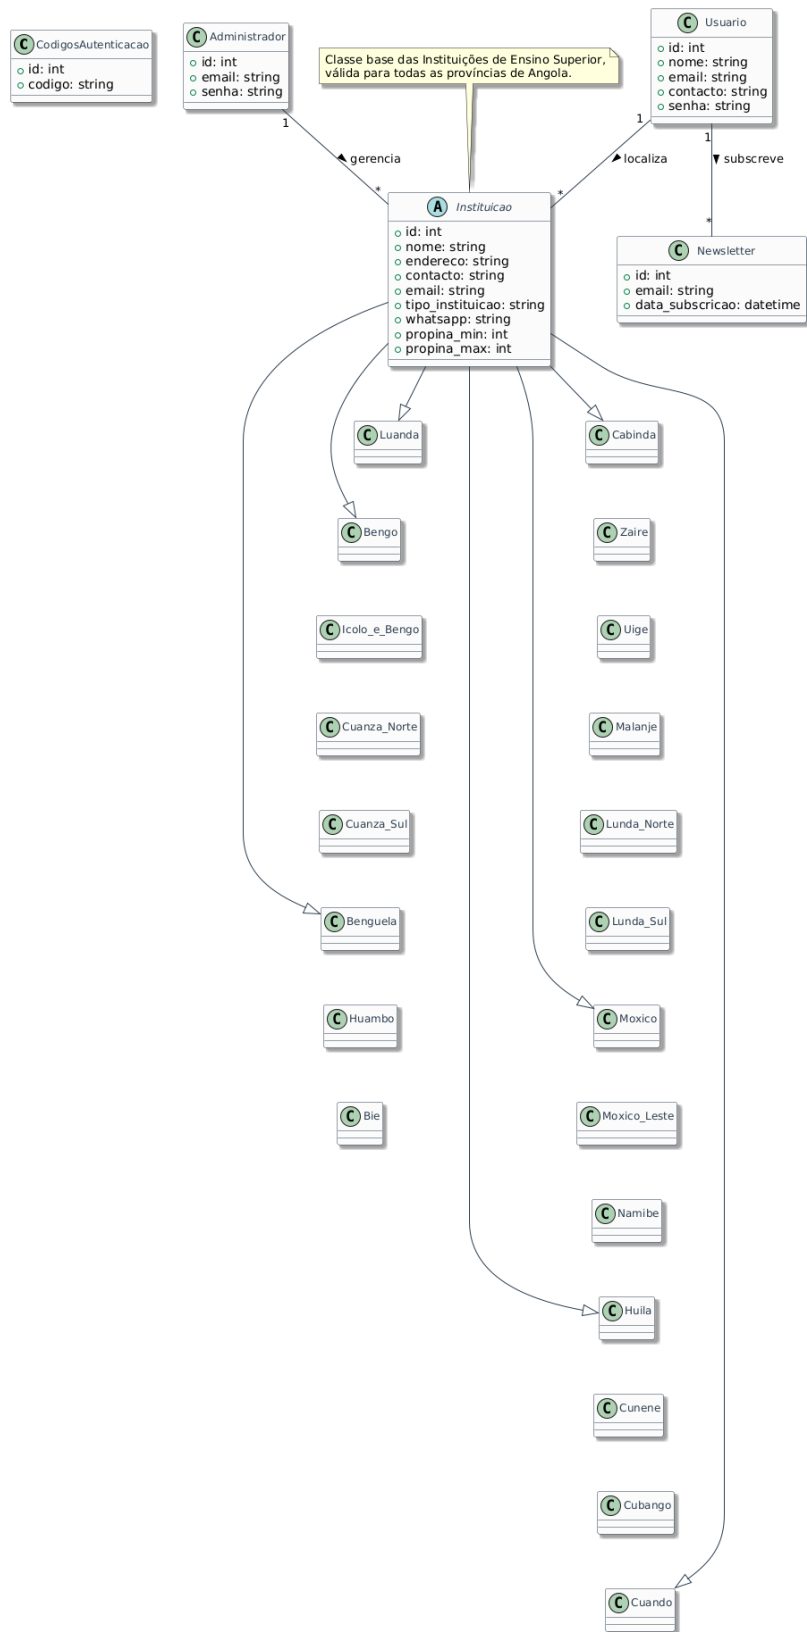 CodigosAutenticacao
id: int
codigo: string
Administrador
id: int
email: string
senha: string
Classe base das Instituições de Ensino Superior,
válida para todas as províncias de Angola.
Usuario
id: int
nome: string
email: string
contacto: string
senha: string
1
gerencia
*
1
localiza
*
1
subscreve
*
Instituicao
id: int
nome: string
endereco: string
contacto: string
email: string
tipo_instituicao: string
whatsapp: string
propina_min: int
propina_max: int
Newsletter
id: int
email: string
data_subscricao: datetime
Luanda
Cabinda
Bengo
Zaire
Icolo_e_Bengo
Uige
Cuanza_Norte
Malanje
Cuanza_Sul
Lunda_Norte
Benguela
Lunda_Sul
Huambo
Moxico
Bie
Moxico_Leste
Namibe
Huila
Cunene
Cubango
Cuando